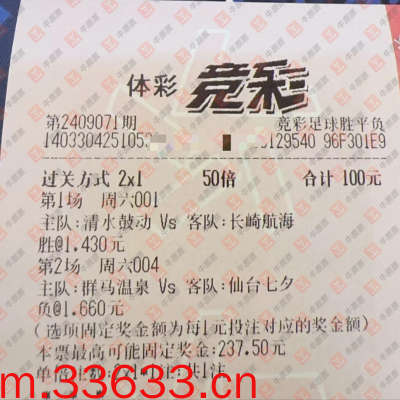 体彩 竞彩
第2409071期 竞彩足球胜平负
14033042510 129540 96F301E9
过关方式 2x1 50倍 合计 100元
第1场 周六001
主队:清水鼓动 Vs 客队:长崎航海
胜@1.430元
第2场 周六004
主队:群马温泉 Vs 客队:仙台七夕
负@1.660元
(选项固定奖金额为每1元投注对应的奖金额)
本票最高可能固定奖金:237.50元
m.33633.cn